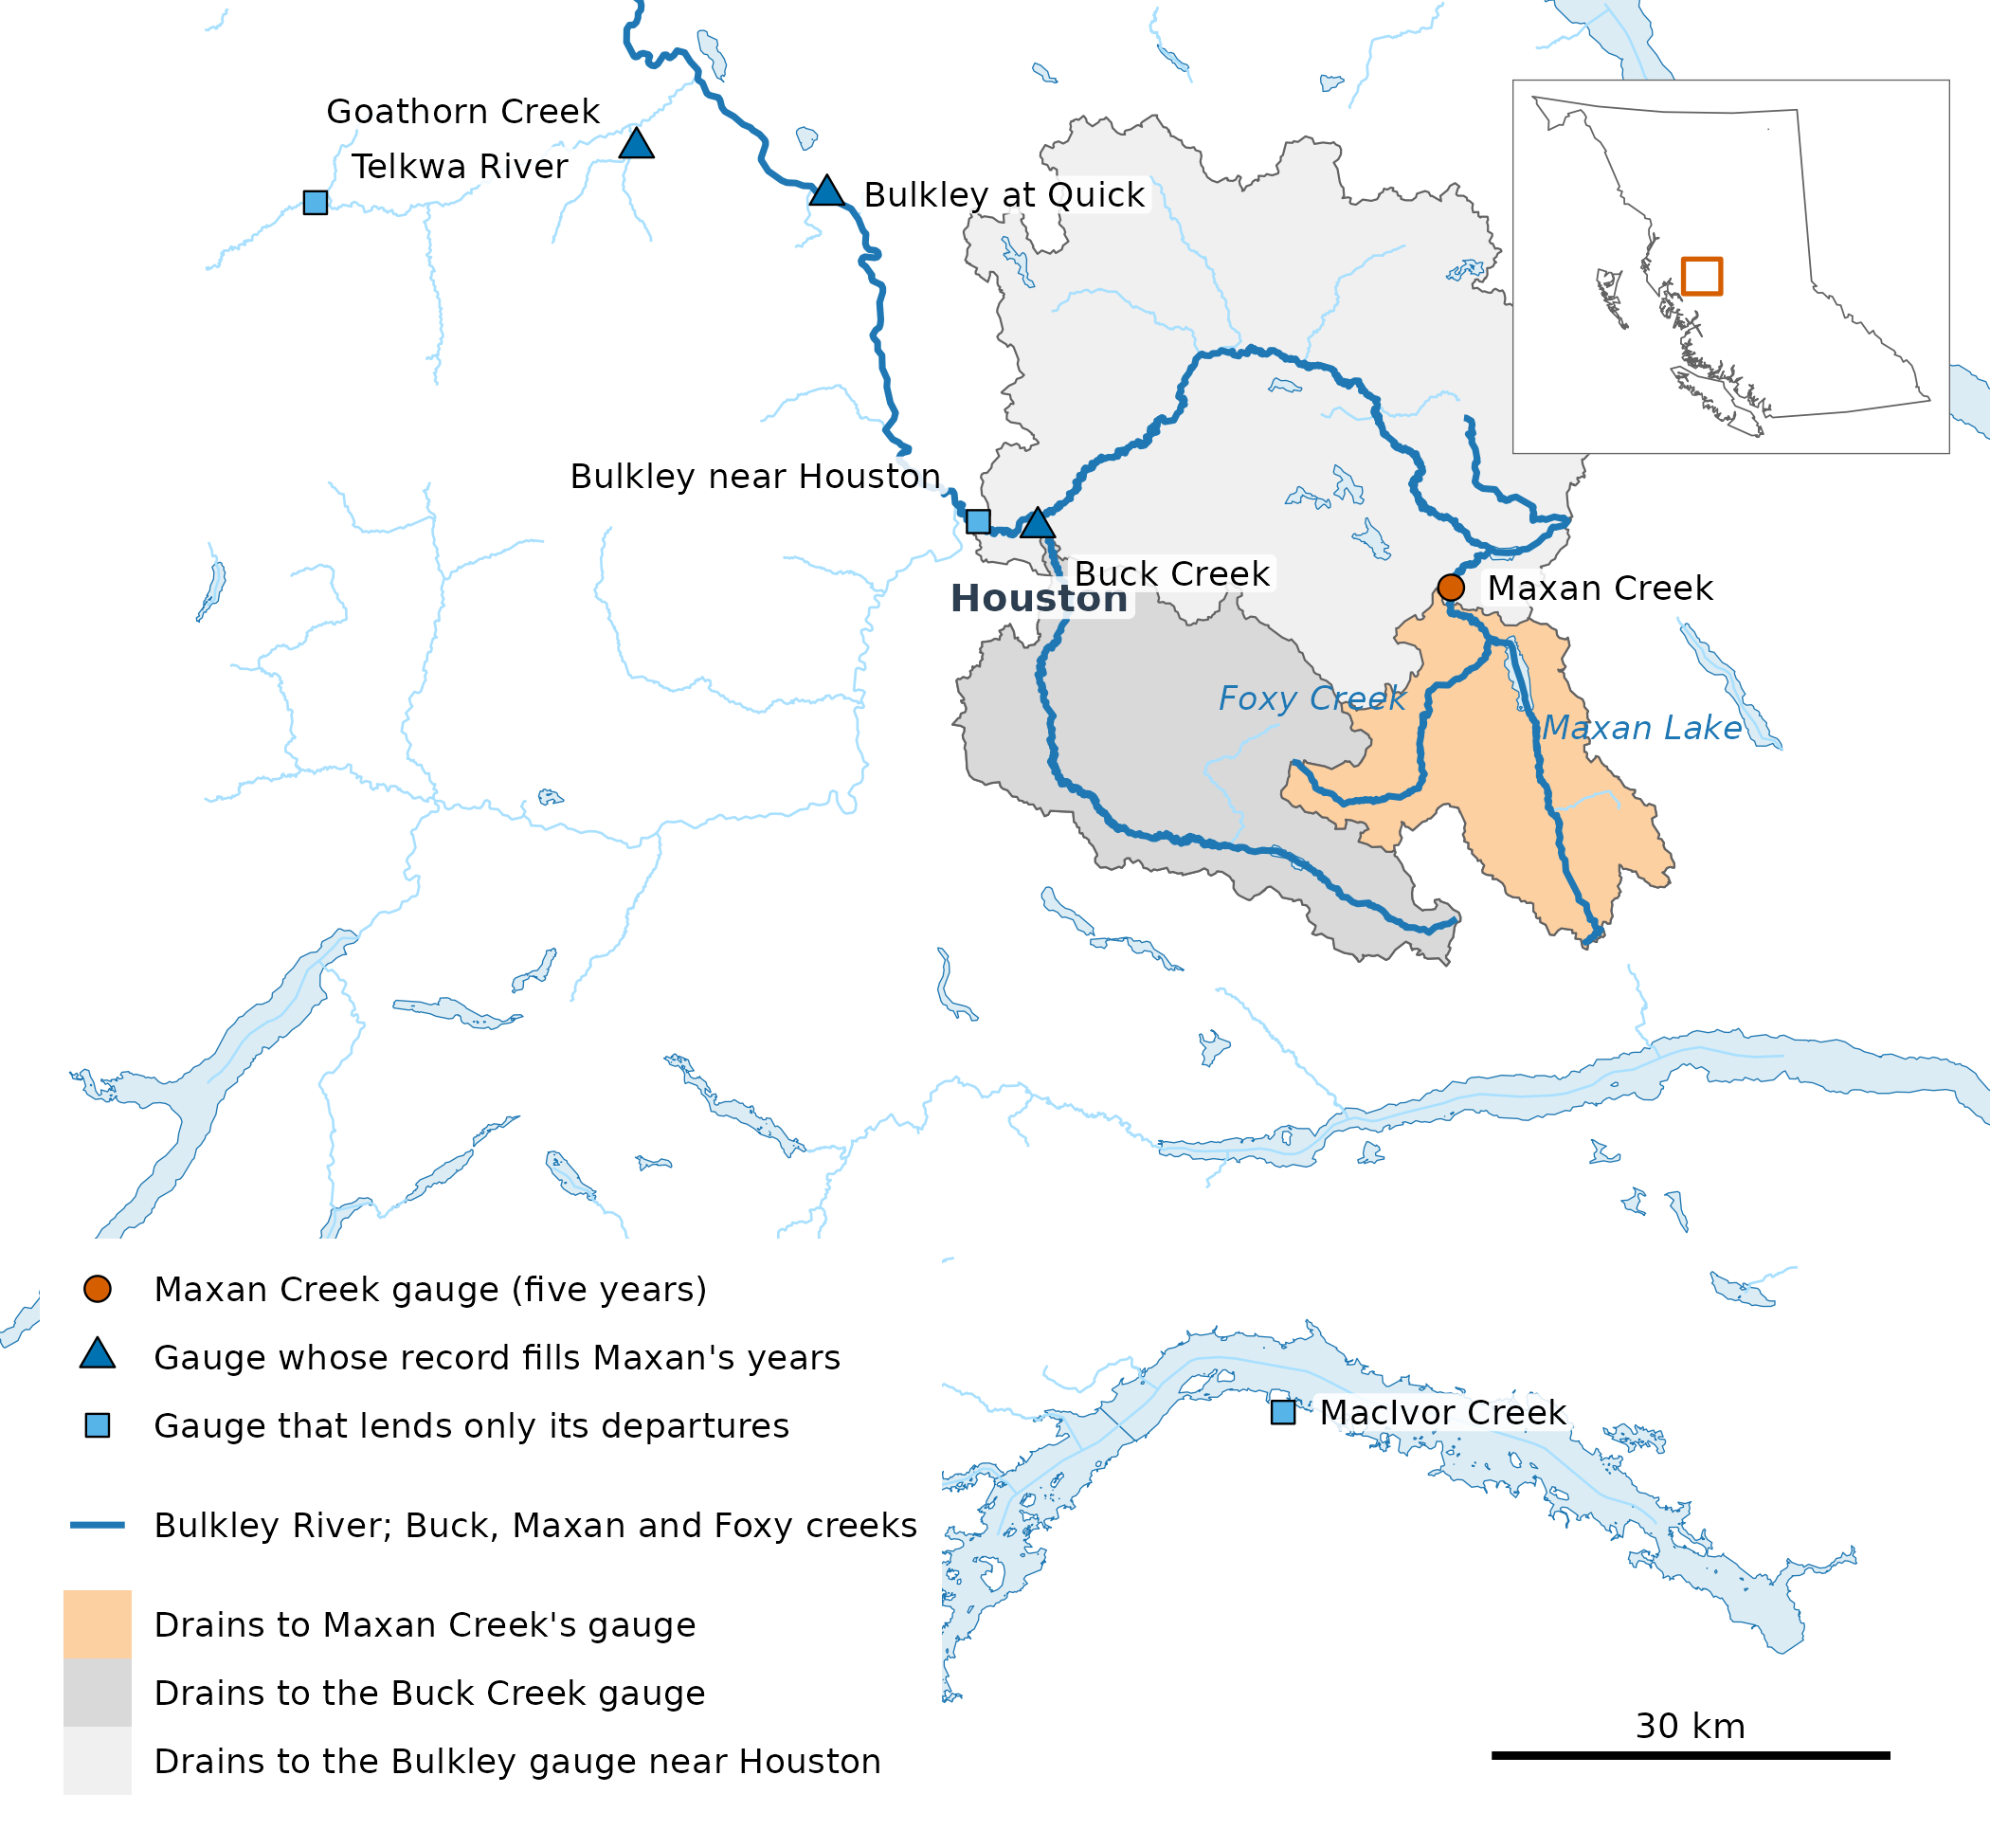 Goathorn Creek
Telkwa River
Bulkley at Quick
Bulkley near Houston
Buck Creek
Houston
Maxan Creek
Foxy Creek
Maxan Lake
Maxan Creek gauge (five years)
Gauge whose record fills Maxan's years
Gauge that lends only its departures
MacIvor Creek
Bulkley River; Buck, Maxan and Foxy creeks
Drains to Maxan Creek's gauge
Drains to the Buck Creek gauge
Drains to the Bulkley gauge near Houston
30 km